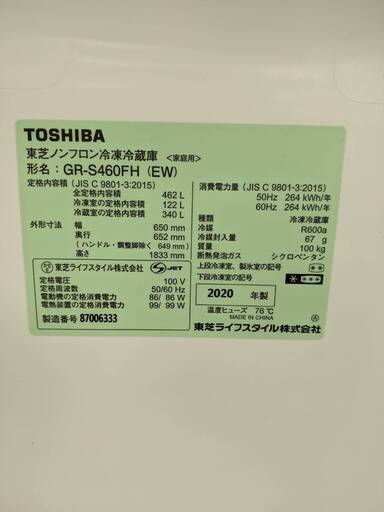 TOSHIBA
東芝ノンフロン冷凍冷蔵庫 <家庭用>
形名：GR-S460FH (EW)
定格内容積 (JIS C 9801-3:2015)
全定格内容積 462 L
冷凍室の定格内容積 122 L
冷蔵室の定格内容積 340 L
外形寸法 幅 650 mm
奥行 652 mm
(ハンドル・調整脚除く 649 mm)
高さ 1833 mm
東芝ライフスタイル株式会社 JET
定格電圧 100 V
定格周波数 50/60 Hz
電動機の定格消費電力 86/ 86 W
電熱装置の定格消費電力 99/ 99 W
製造番号 87006333
消費電力量 (JIS C 9801-3:2015)
50Hz 264 kWh/年
60Hz 264 kWh/年
種類 冷凍冷蔵庫
冷媒 R600a
冷媒封入量 67 g
質量 100 kg
断熱発泡ガス シクロペンタン
上段冷凍室、製氷室の記号
下段冷凍室の記号
2020 年製
温度ヒューズ 76℃
MADE IN CHINA
東芝ライフスタイル株式会社 Ⓐ